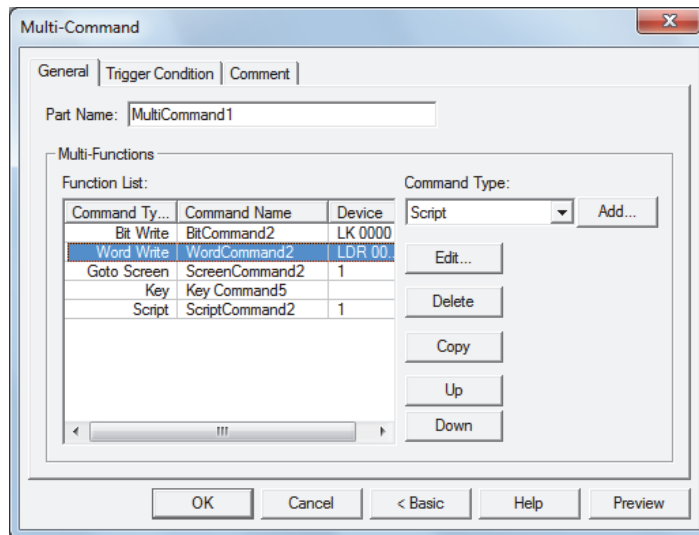 Multi-Command
General Trigger Condition Comment
Part Name: MultiCommand1
Multi-Functions
Function List:
Command Type:
Command Ty... Command Name Device
Script Add...
Bit Write BitCommand2 LK 0000
Word Write WordCommand2 LDR 00..
Goto Screen ScreenCommand2 1
Key Key Command5
Script ScriptCommand2 1
Edit...
Delete
Copy
Up
Down
OK Cancel < Basic Help Preview